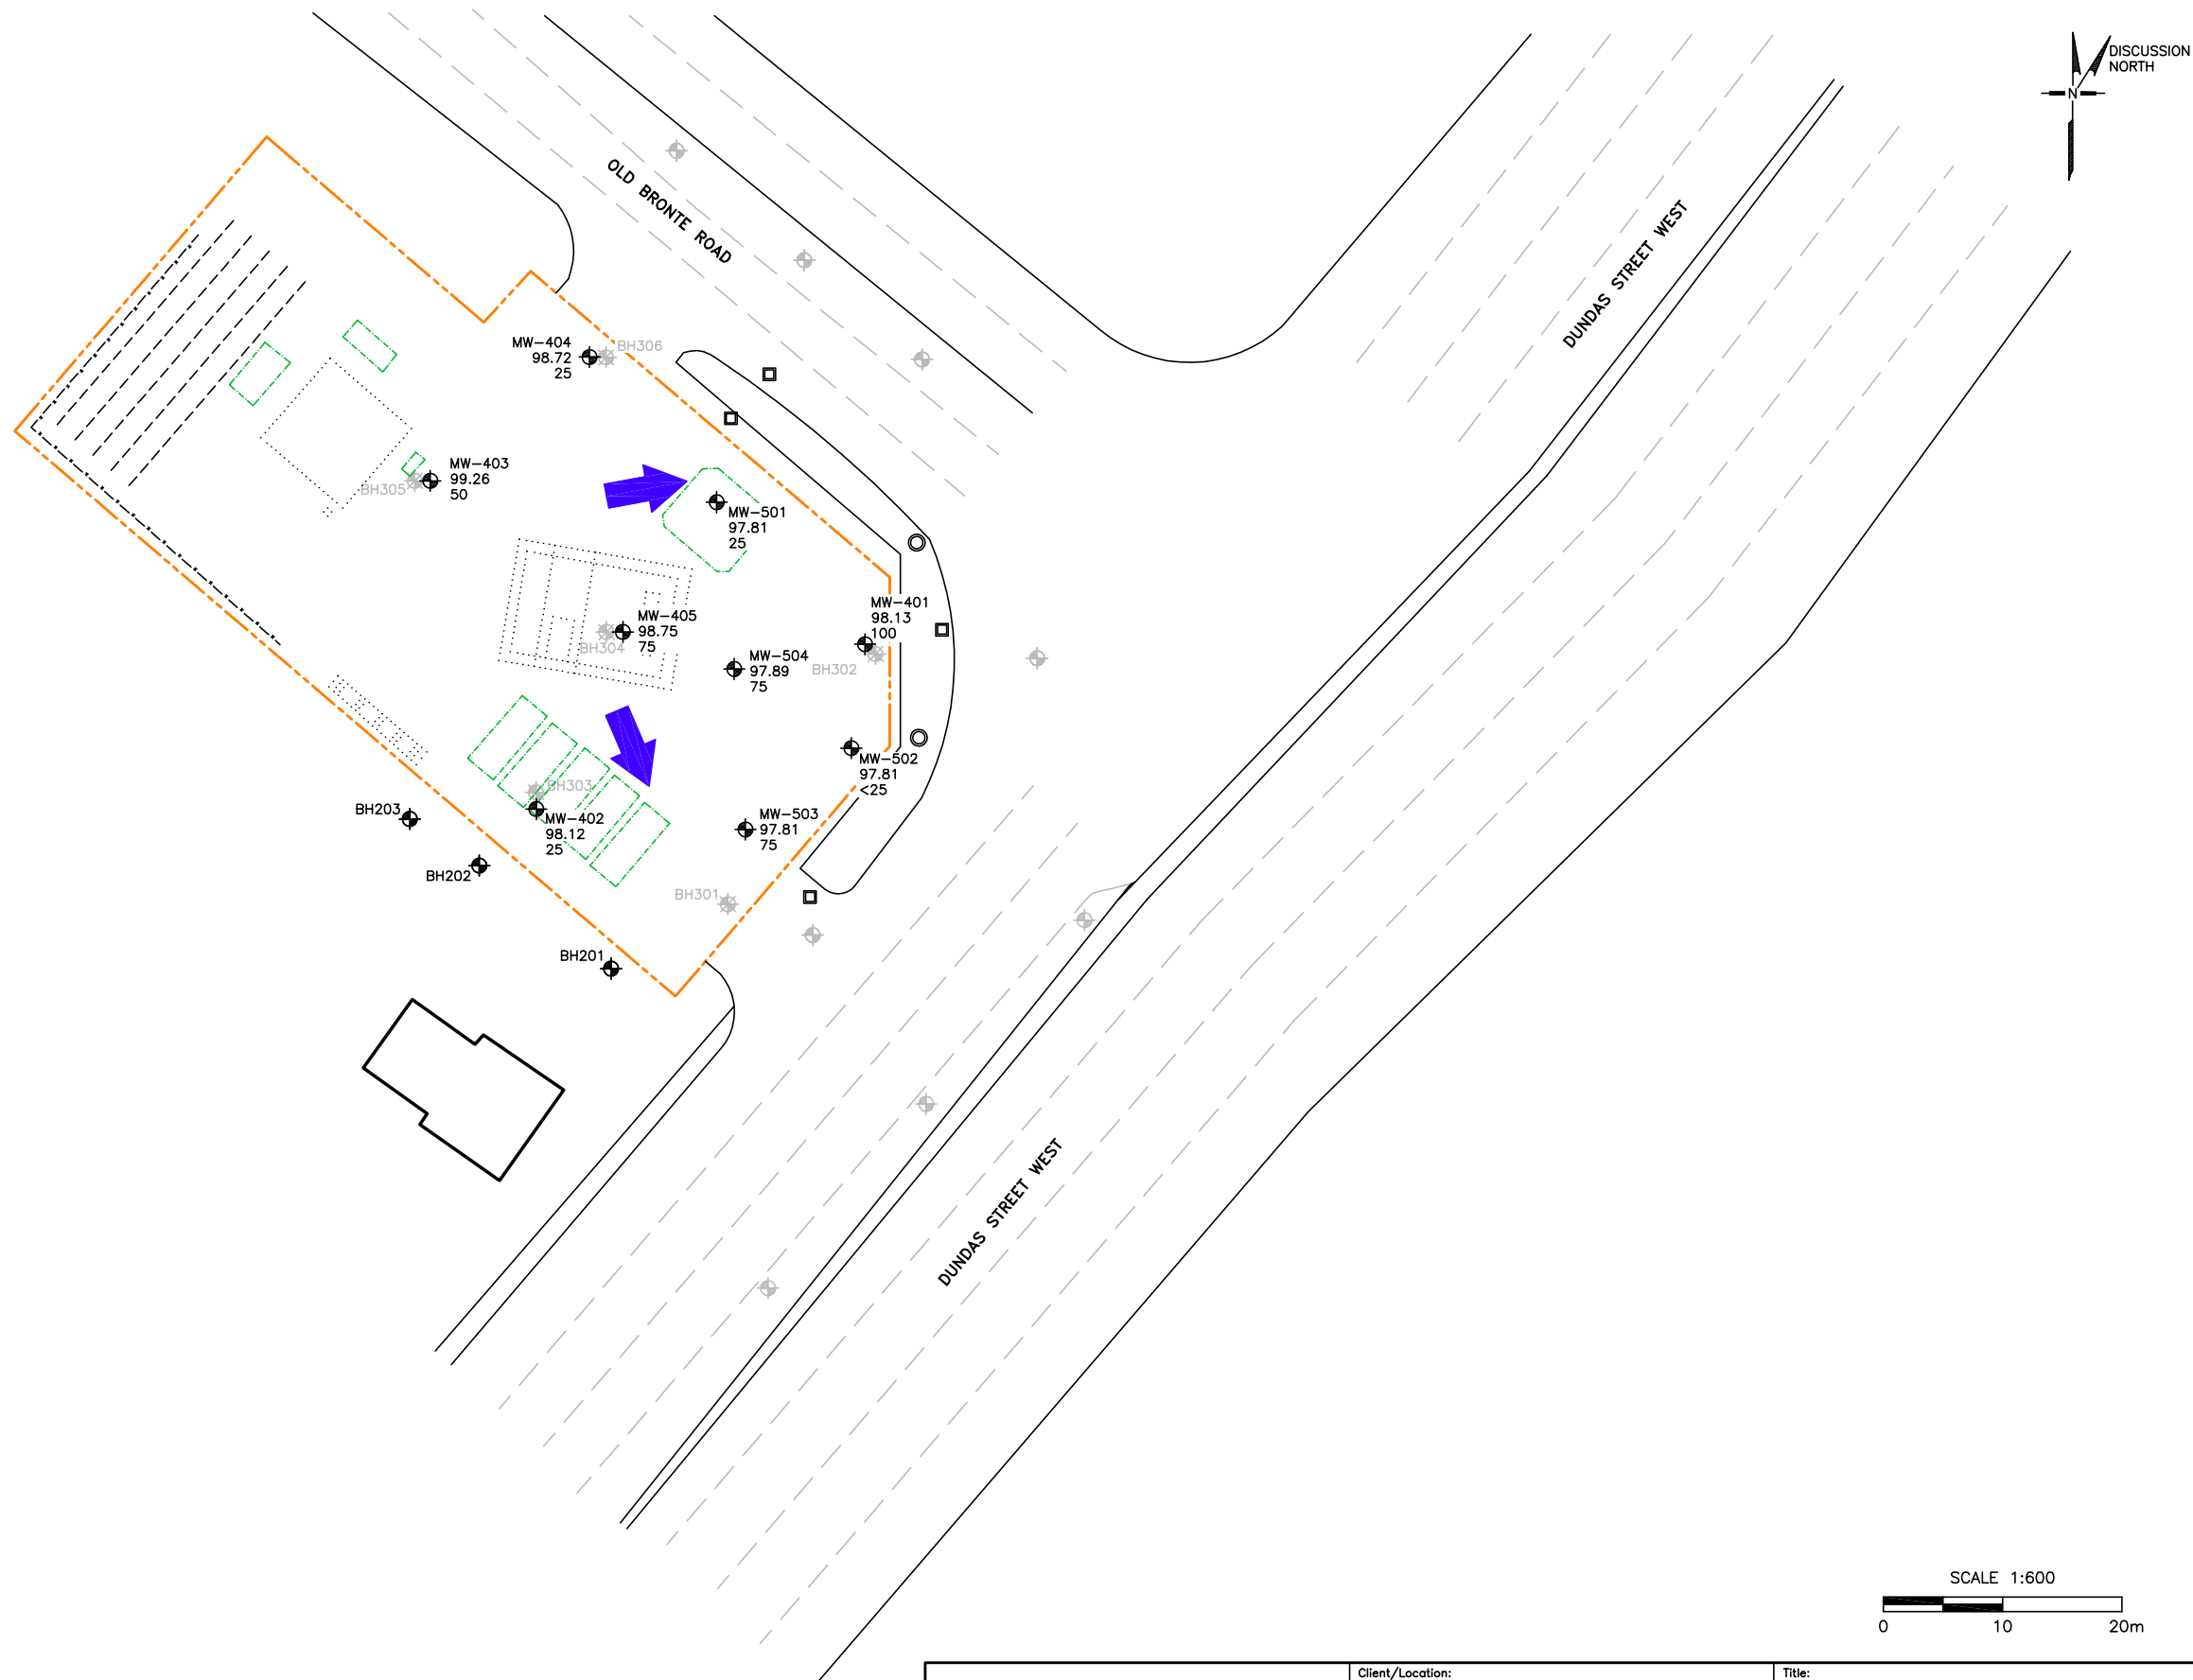 DISCUSSION
NORTH
N
OLD BRONTE ROAD
DUNDAS STREET WEST
MW-404
98.72
25
BH306
MW-403
99.26
50
BH305
MW-501
97.81
25
MW-401
98.13
100
BH302
MW-405
98.75
75
BH304
MW-504
97.89
75
MW-502
97.81
<25
BH303
MW-402
98.12
25
MW-503
97.81
75
BH203
BH202
BH301
BH201
DUNDAS STREET WEST
SCALE 1:600
0 10 20m
Client/Location:
Title: